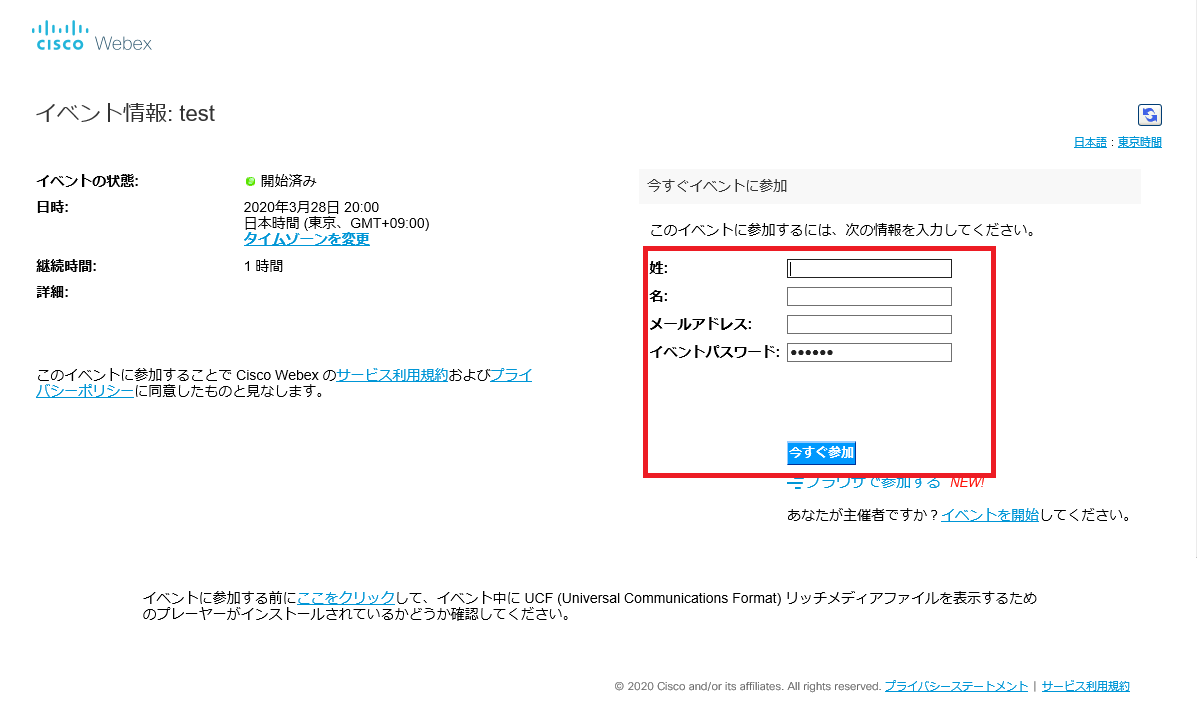 cisco Webex
イベント情報: test
日本語 : 東京時間
イベントの状態: 開始済み
日時: 2020年3月28日 20:00
日本時間 (東京、GMT+09:00)
タイムゾーンを変更
継続時間: 1 時間
詳細:
このイベントに参加することで Cisco Webex のサービス利用規約およびプライ
バシーポリシーに同意したものと見なします。
今すぐイベントに参加
このイベントに参加するには、次の情報を入力してください。
姓:
名:
メールアドレス:
イベントパスワード: ••••••
今すぐ参加
ブラウザで参加する NEW!
あなたが主催者ですか？イベントを開始してください。
イベントに参加する前にここをクリックして、イベント中に UCF (Universal Communications Format) リッチメディアファイルを表示するため
のプレーヤーがインストールされているかどうか確認してください。
© 2020 Cisco and/or its affiliates. All rights reserved. プライバシーステートメント | サービス利用規約